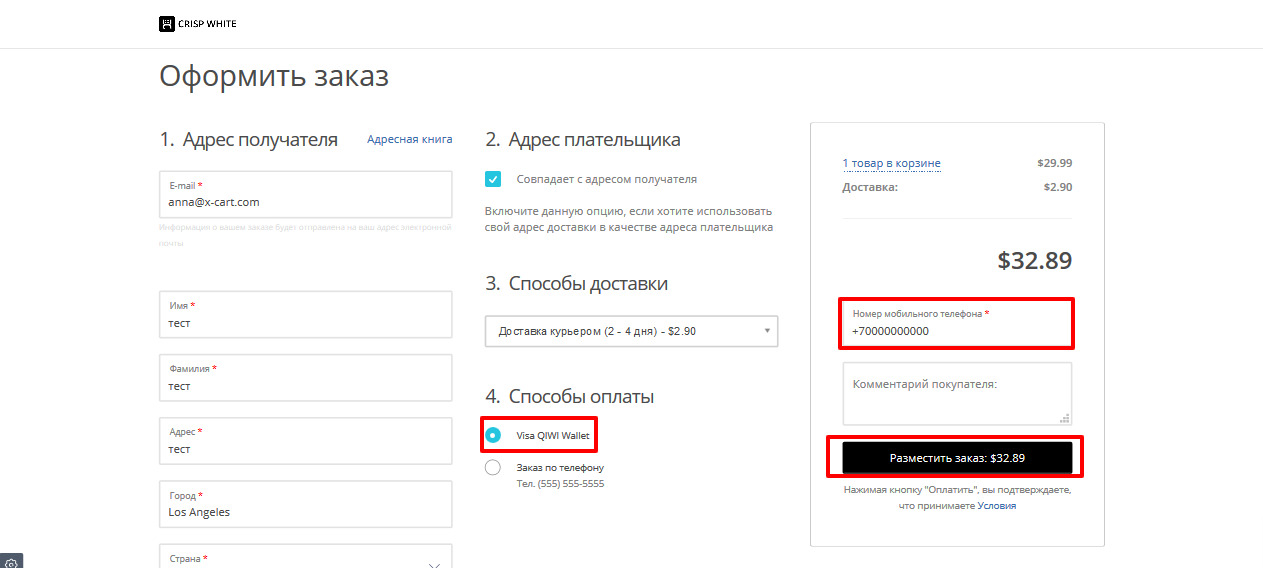 CRISP WHITE
Оформить заказ
1. Адрес получателя
Адресная книга
E-mail *
anna@x-cart.com
Информация о вашем заказе будет отправлена на ваш адрес электронной
почты
Имя *
тест
Фамилия *
тест
Адрес *
тест
Город *
Los Angeles
Страна *
2. Адрес плательщика
Совпадает с адресом получателя
Включите данную опцию, если хотите использовать
свой адрес доставки в качестве адреса плательщика
3. Способы доставки
Доставка курьером (2 - 4 дня) - $2.90
4. Способы оплаты
Visa QIWI Wallet
Заказ по телефону
Тел. (555) 555-5555
1 товар в корзине $29.99
Доставка: $2.90
$32.89
Номер мобильного телефона *
+70000000000
Комментарий покупателя:
Разместить заказ: $32.89
Нажимая кнопку "Оплатить", вы подтверждаете,
что принимаете Условия